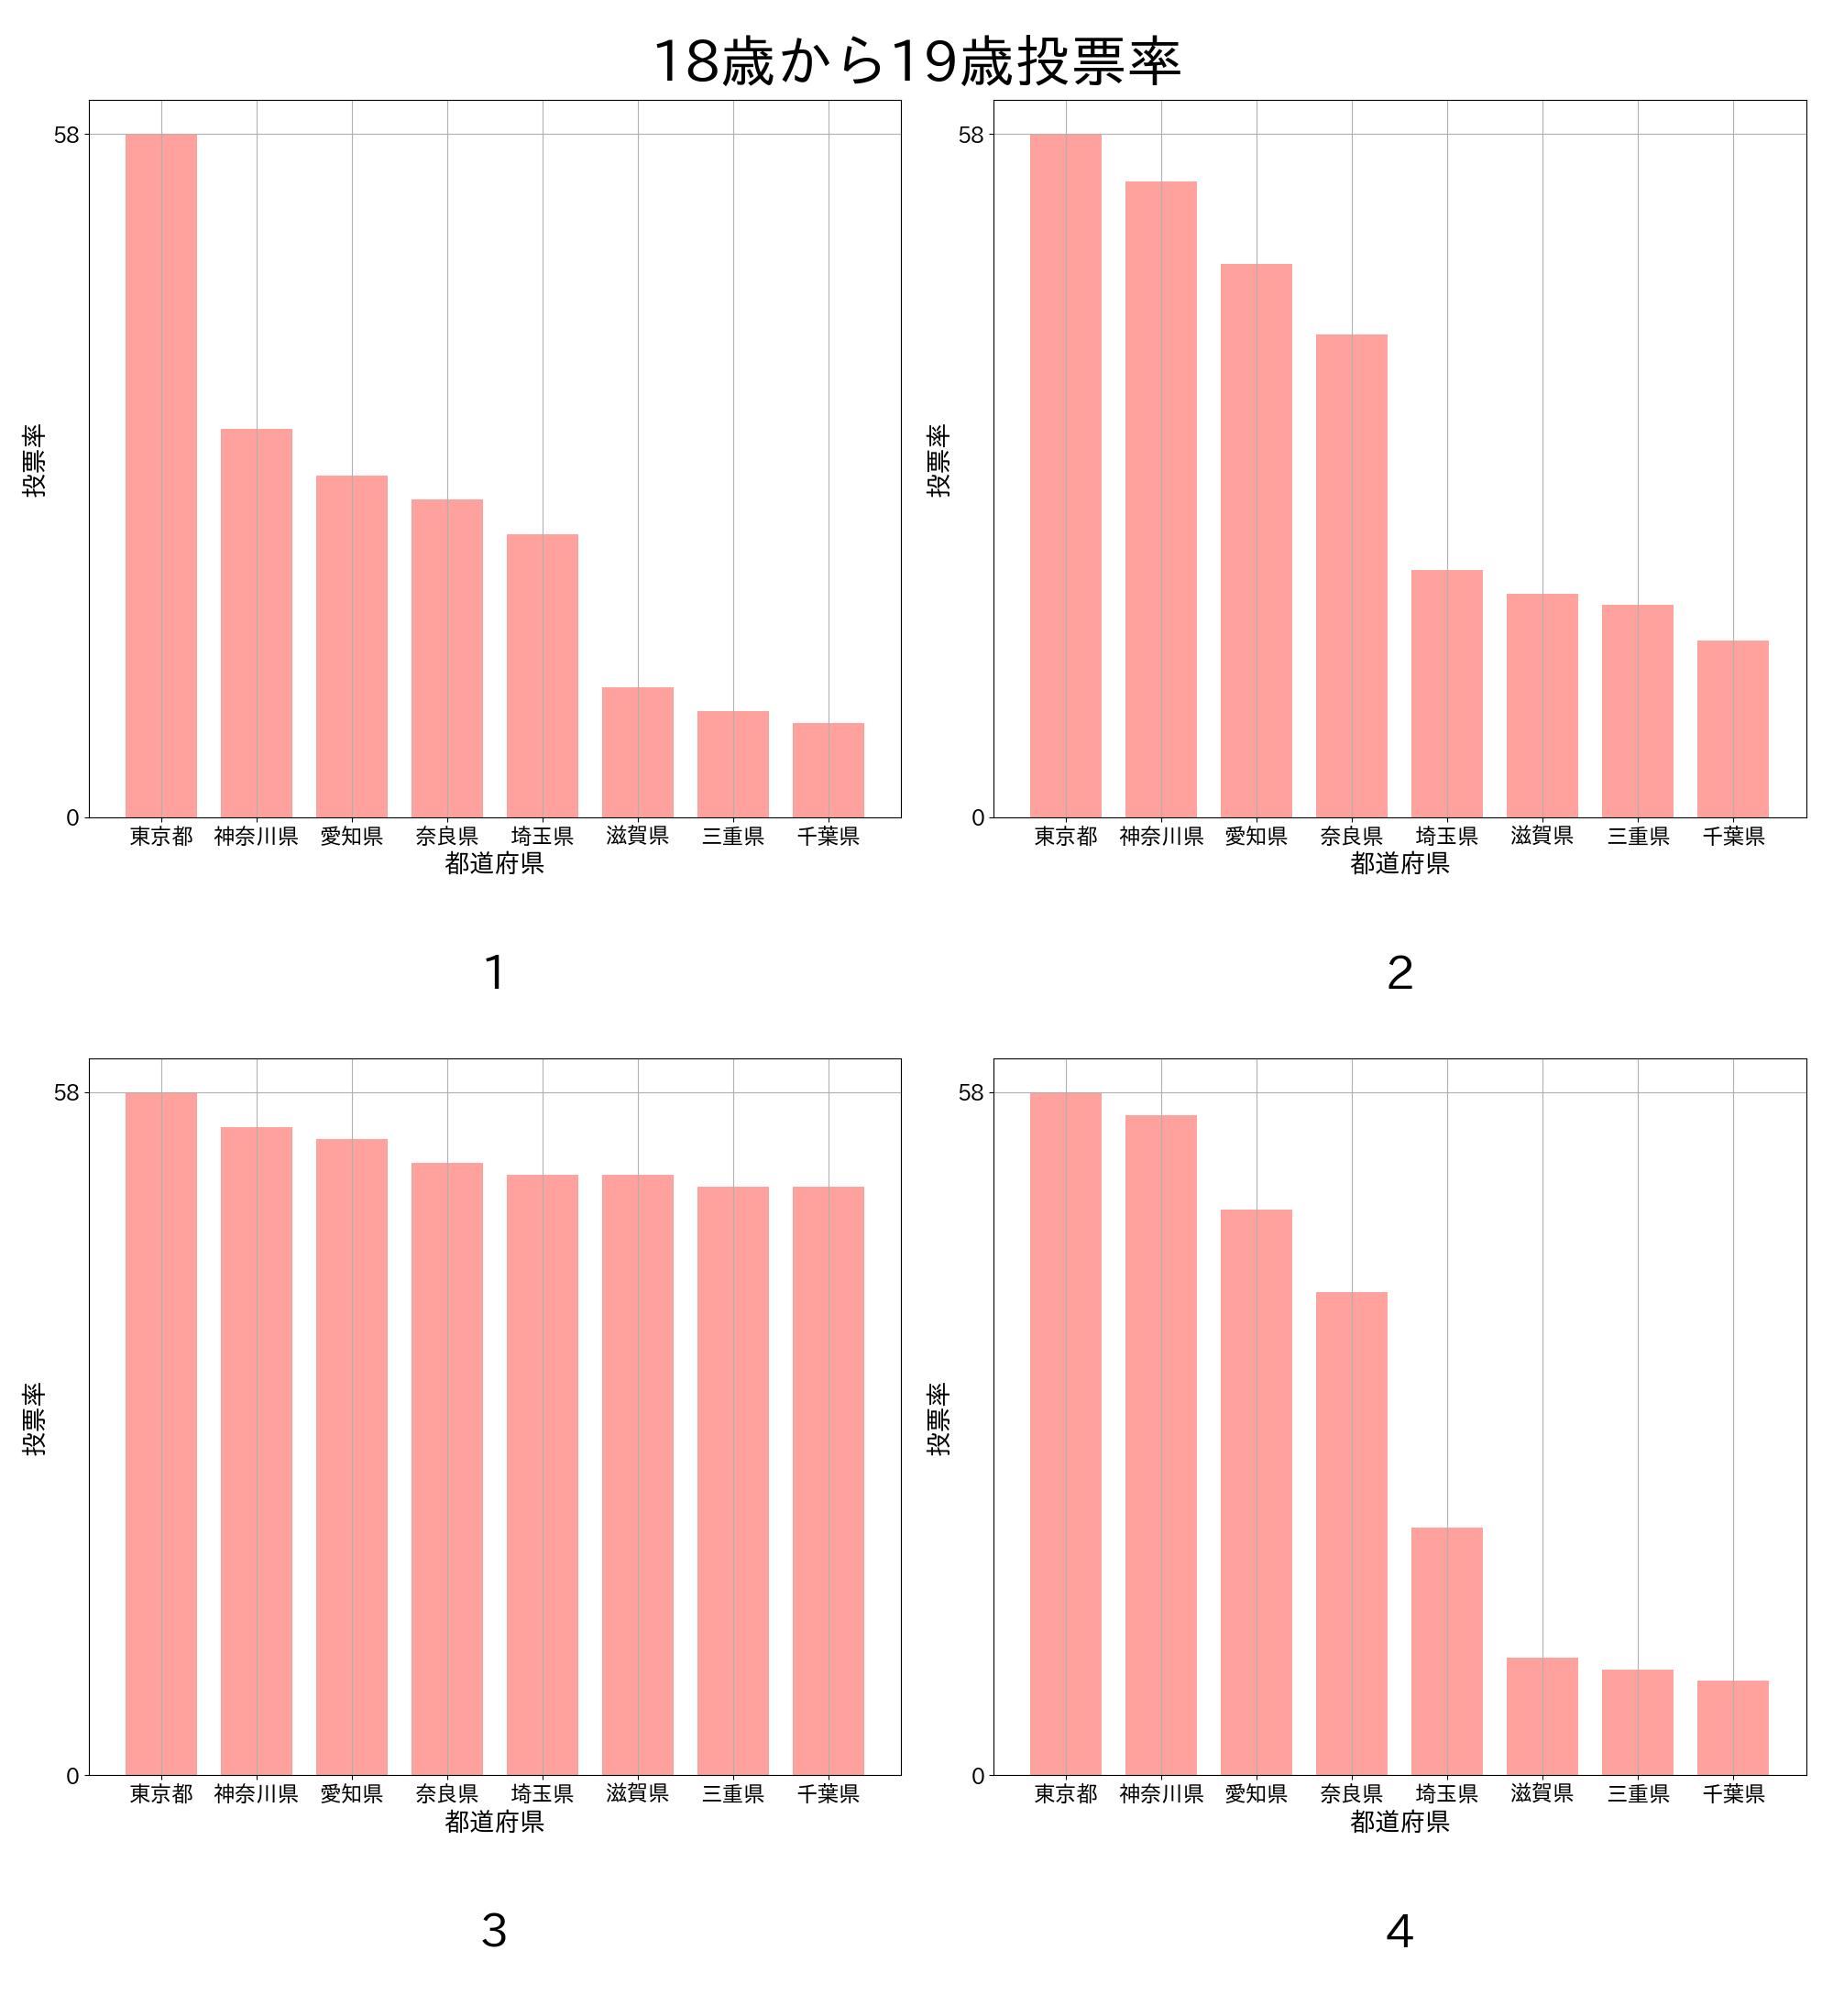 18歳から19歳投票率
58
0
投票率
東京都 神奈川県 愛知県 奈良県 埼玉県 滋賀県 三重県 千葉県
都道府県
1
58
0
投票率
東京都 神奈川県 愛知県 奈良県 埼玉県 滋賀県 三重県 千葉県
都道府県
2
58
0
投票率
東京都 神奈川県 愛知県 奈良県 埼玉県 滋賀県 三重県 千葉県
都道府県
3
58
0
投票率
東京都 神奈川県 愛知県 奈良県 埼玉県 滋賀県 三重県 千葉県
都道府県
4